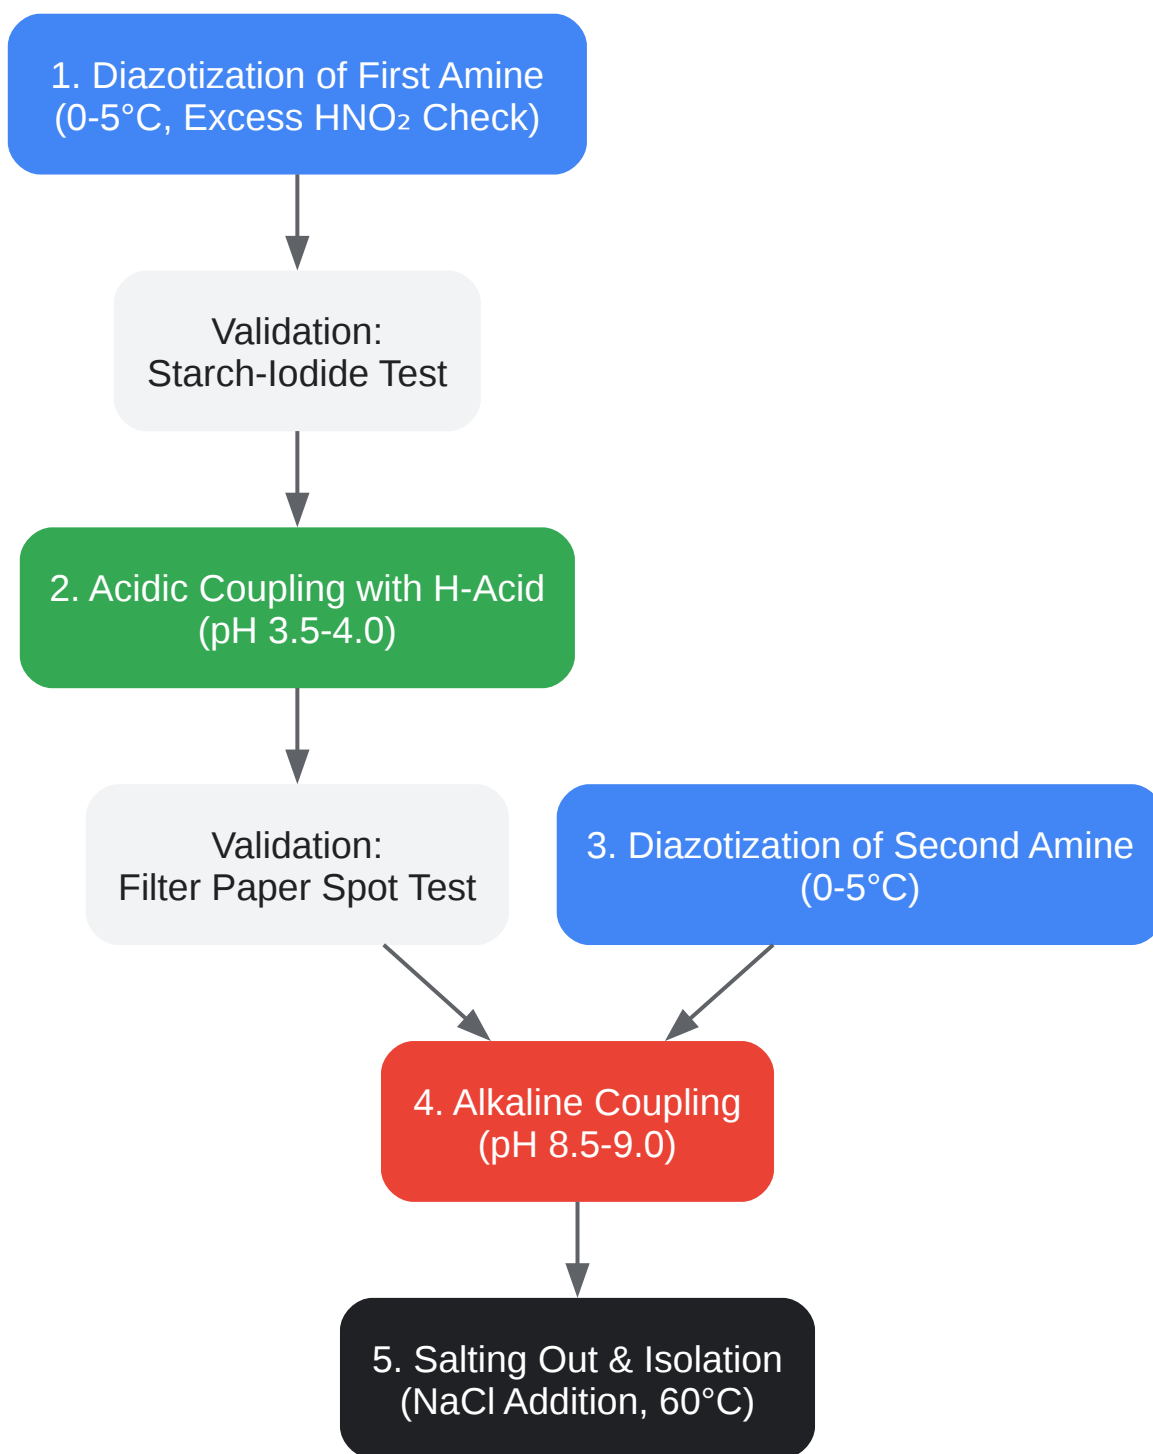 1. Diazotization of First Amine
(0-5°C, Excess HNO₂ Check)
Validation:
Starch-Iodide Test
2. Acidic Coupling with H-Acid
(pH 3.5-4.0)
Validation:
Filter Paper Spot Test
3. Diazotization of Second Amine
(0-5°C)
4. Alkaline Coupling
(pH 8.5-9.0)
5. Salting Out & Isolation
(NaCl Addition, 60°C)